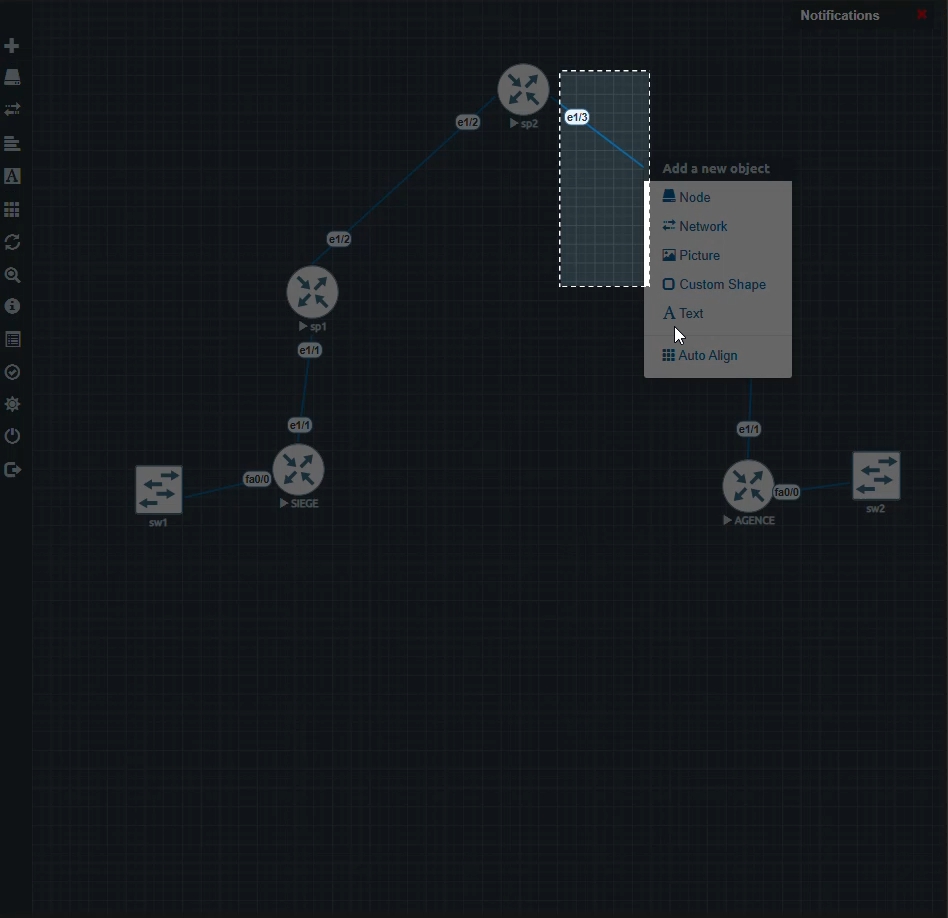 Notifications
sp2
e1/3
e1/2
Add a new object
Node
Network
e1/2
Picture
Custom Shape
sp1
Text
e1/1
Auto Align
e1/1
e1/1
fa0/0
fa0/0
SIEGE
sw2
sw1
AGENCE